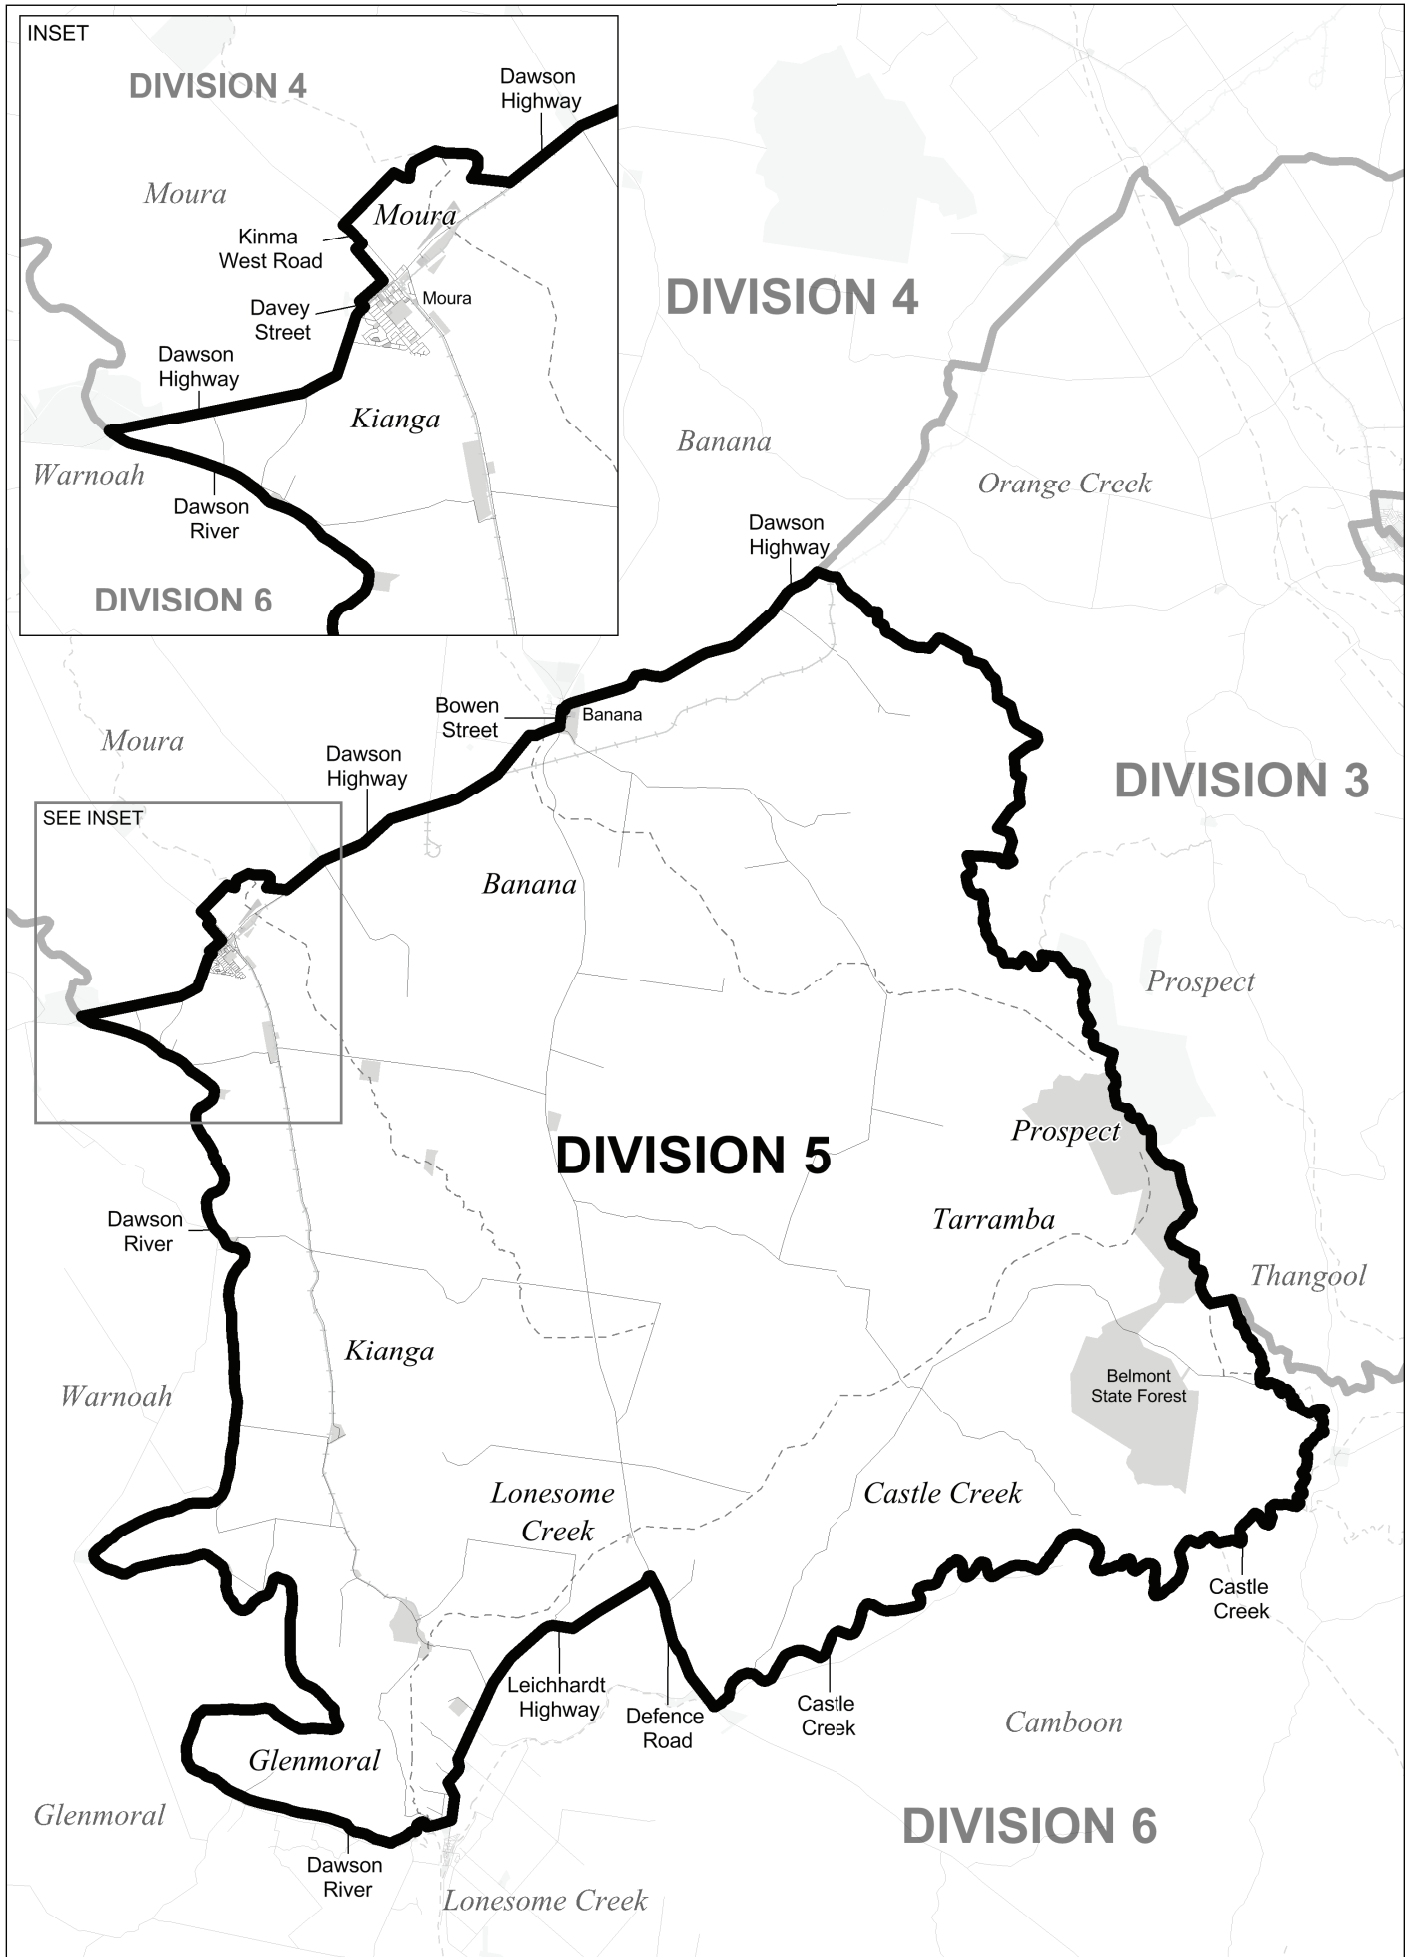 INSET
DIVISION 4
Dawson
Highway
Moura
Moura
Kinma
West Road
Davey
Street
Moura
Dawson
Highway
Kianga
Warnoah
Dawson
River
DIVISION 6
DIVISION 4
Banana
Orange Creek
Dawson
Highway
Bowen
Street
Banana
Moura
Dawson
Highway
DIVISION 3
SEE INSET
Banana
Prospect
Prospect
DIVISION 5
Tarramba
Dawson
River
Thangool
Kianga
Belmont
State Forest
Warnoah
Lonesome
Creek
Castle Creek
Castle
Creek
Leichhardt
Highway
Defence
Road
Castle
Creek
Camboon
Glenmoral
Glenmoral
DIVISION 6
Dawson
River
Lonesome Creek